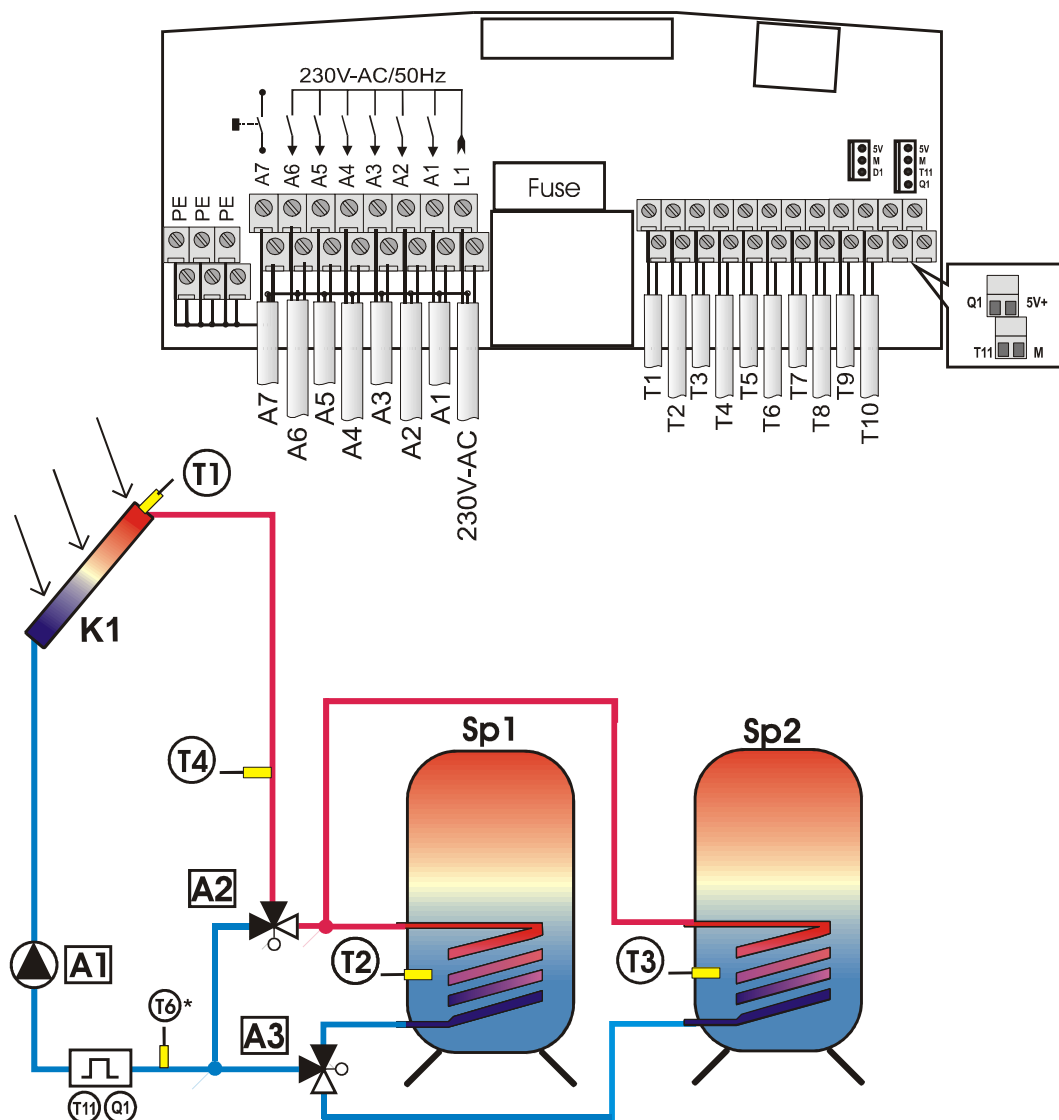 230V-AC/50Hz
A7 A6 A5 A4 A3 A2 A1 L1
PE PE PE
Fuse
5V
M
D1
5V
M
T11
Q1
Q1 5V+
T11 M
A7 A6 A5 A4 A3 A2 A1 230V-AC
T1 T2 T3 T4 T5 T6 T7 T8 T9 T10
T1
K1
T4
Sp1 Sp2
A2
T2 T3
A1
T6*
A3
T11 Q1